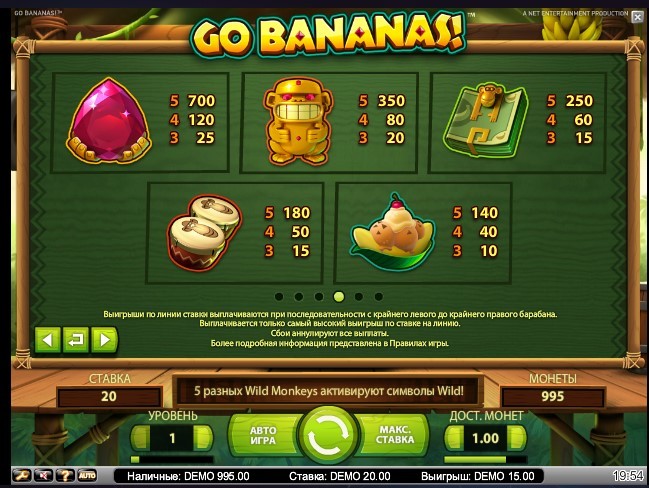 GO BANANAS!™
A NET ENTERTAINMENT PRODUCTION
GO BANANAS!™
5 700
4 120
3 25
5 350
4 80
3 20
5 250
4 60
3 15
5 180
4 50
3 15
5 140
4 40
3 10
Выигрыши по линии ставки выплачиваются при последовательности с крайнего левого до крайнего правого барабана.
Выплачивается только самый высокий выигрыш по ставке на линию.
Сбои аннулируют все выплаты.
Более подробная информация представлена в Правилах игры.
СТАВКА
20
5 разных Wild Monkeys активируют символы Wild!
МОНЕТЫ
995
УРОВЕНЬ
1
АВТО
ИГРА
МАКС.
СТАВКА
ДОСТ. МОНЕТ
1.00
? AUTO
Наличные: DEMO 995.00 Ставка: DEMO 20.00 Выигрыш: DEMO 15.00
19:54